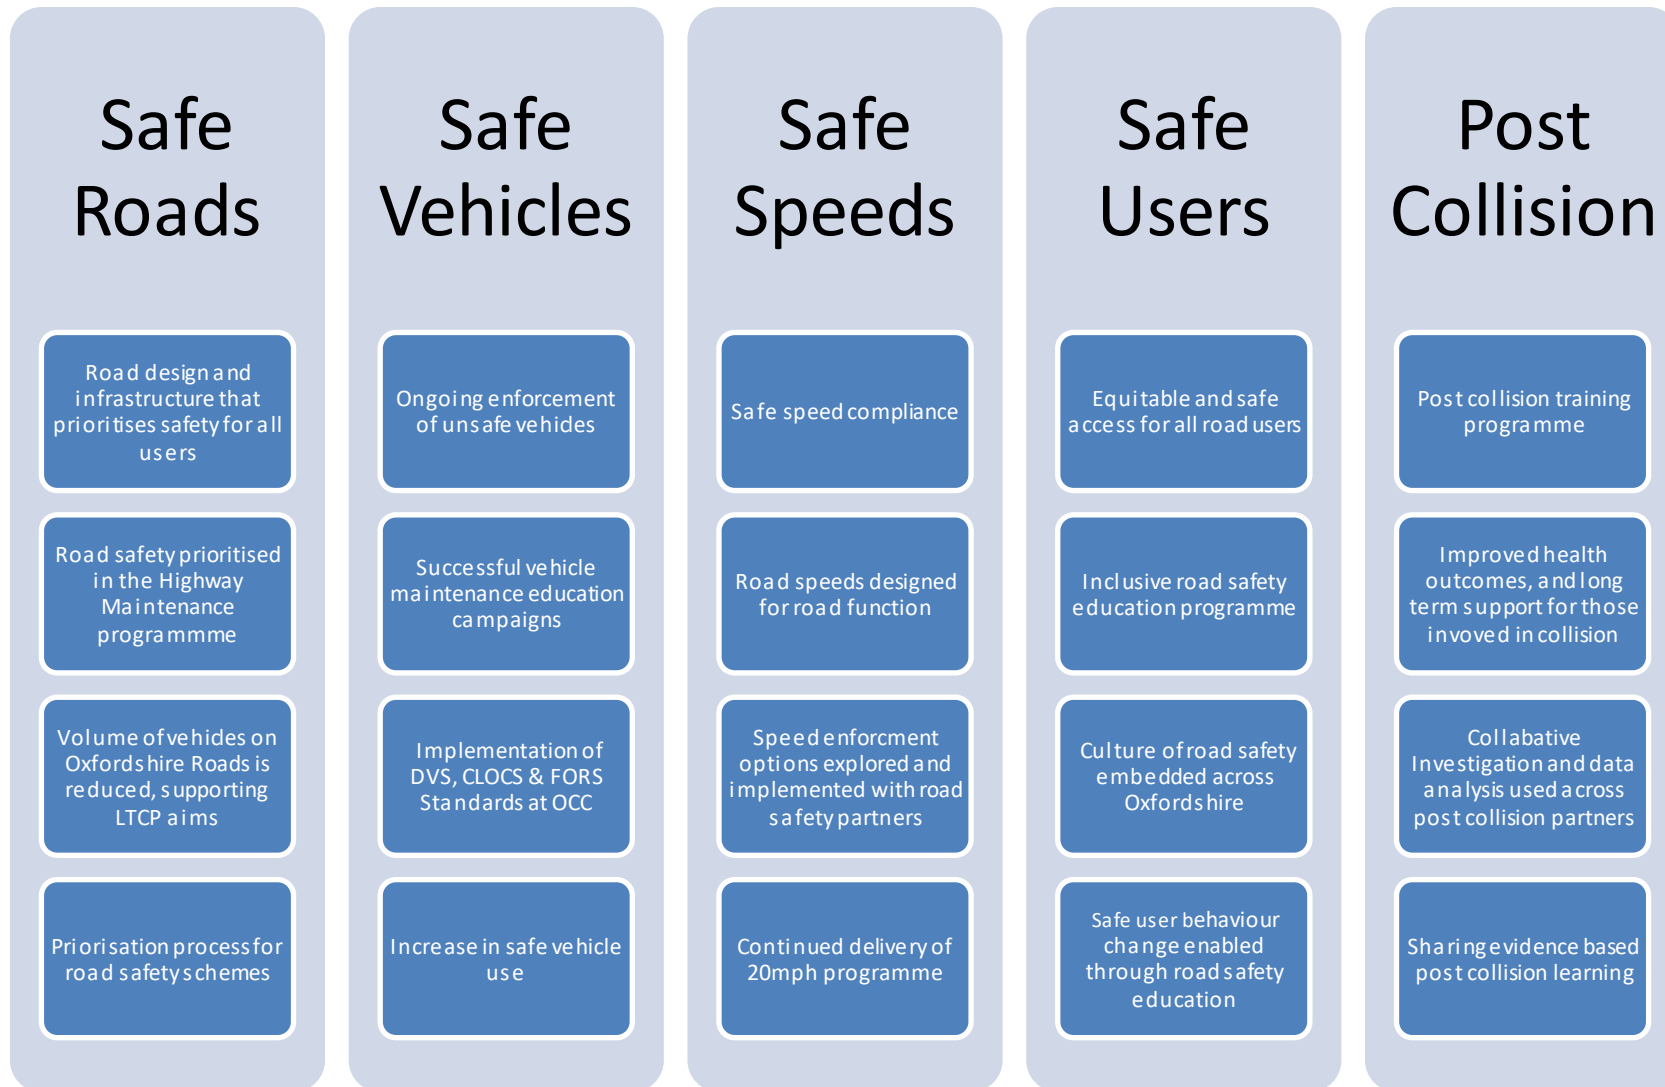 Safe
Roads
Road design and
infrastructure that
prioritises safety for all
users
Road safety prioritised
in the Highway
Maintenance
programmme
Volume of vehicles on
Oxfordshire Roads is
reduced, supporting
LTCP aims
Priorisation process for
road safety schemes
Safe
Vehicles
Ongoing enforcement
of unsafe vehicles
Successful vehicle
maintenance education
campaigns
Implementation of
DVS, CLOCS & FORS
Standards at OCC
Increase in safe vehicle
use
Safe
Speeds
Safe speed compliance
Road speeds designed
for road function
Speed enforcment
options explored and
implemented with road
safety partners
Continued delivery of
20mph programme
Safe
Users
Equitable and safe
access for all road users
Inclusive road safety
education programme
Culture of road safety
embedded across
Oxfordshire
Safe user behaviour
change enabled
through road safety
education
Post
Collision
Post collision training
programme
Improved health
outcomes, and long
term support for those
invoved in collision
Collabative
Investigation and data
analysis used across
post collision partners
Sharing evidence based
post collision learning